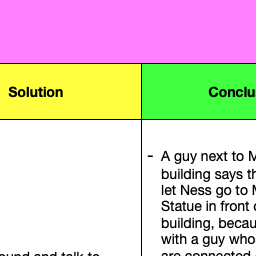 Solution
Conclu
- A guy next to M
building says th
let Ness go to M
Statue in front o
building, becau
with a guy who
are connected
ound and talk to